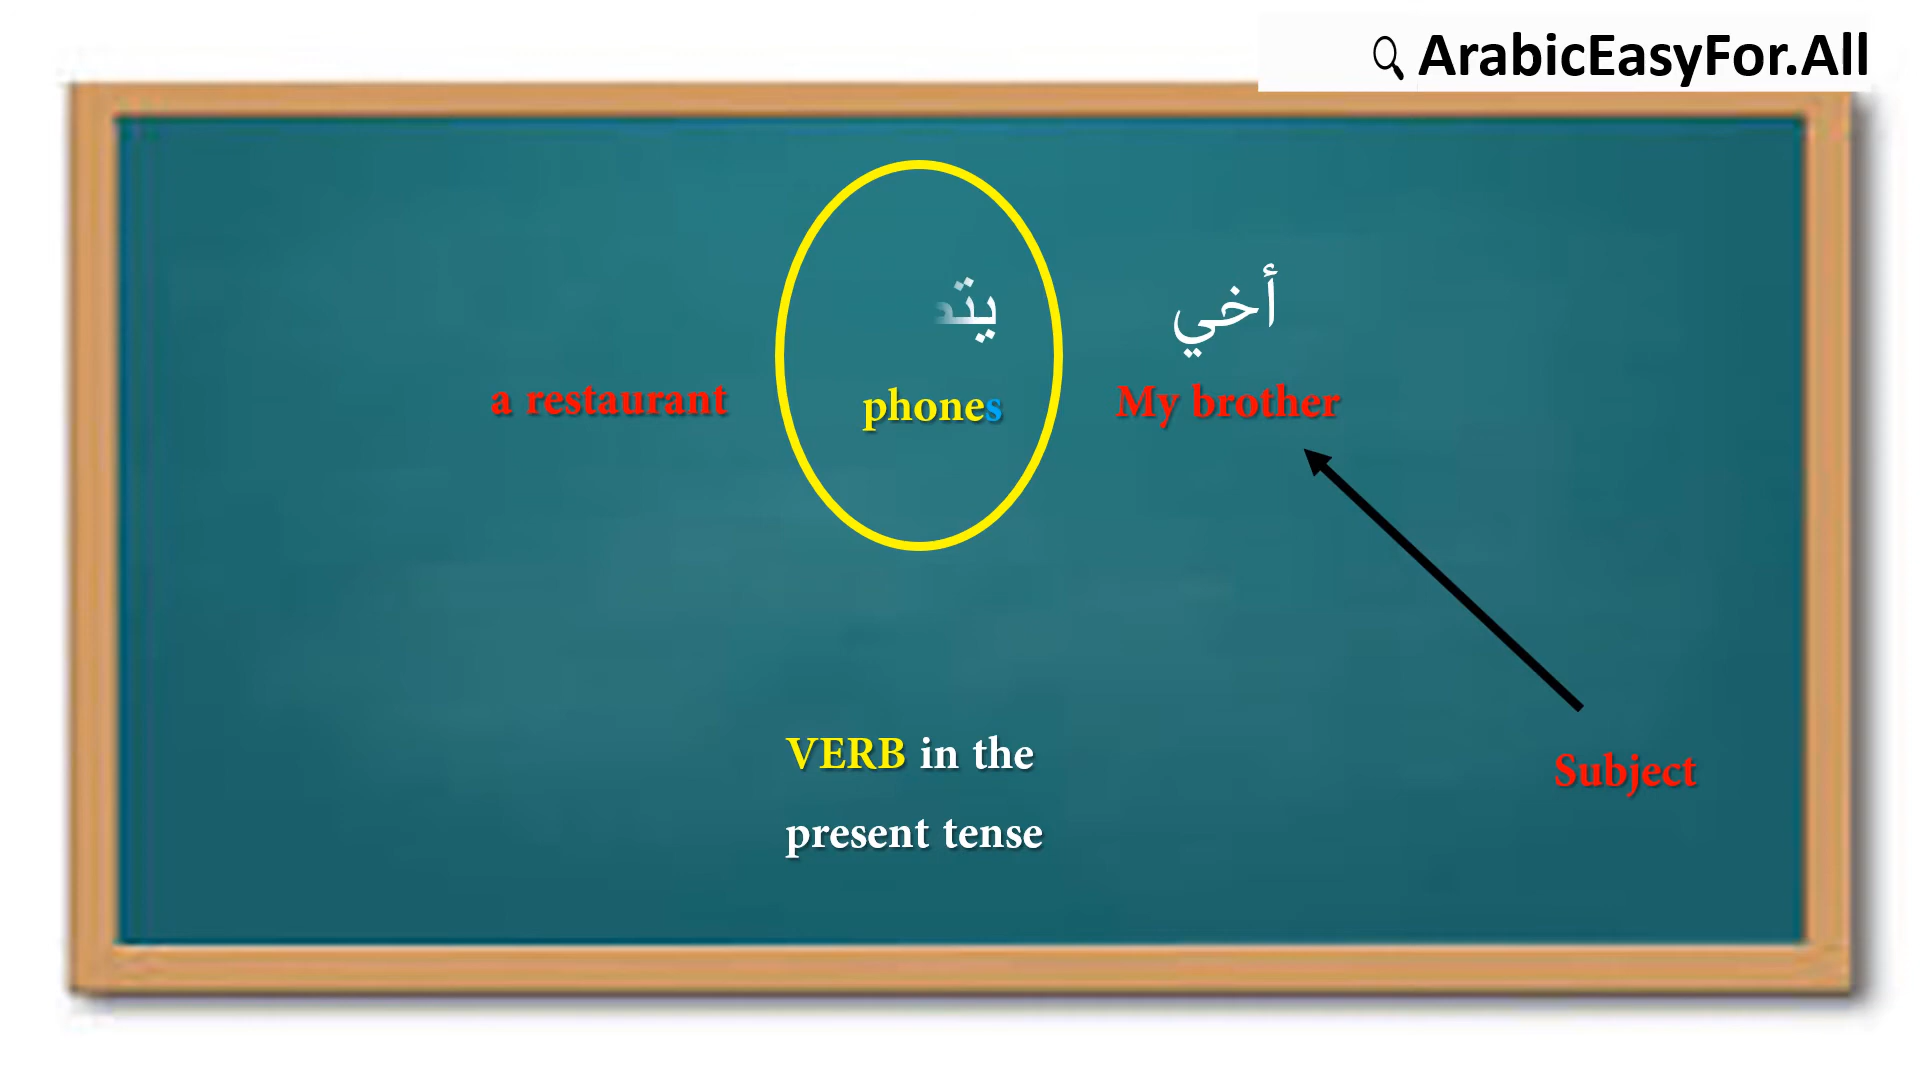 ArabicEasyFor.All
أخي
My brother phones a restaurant
VERB in the
present tense
Subject